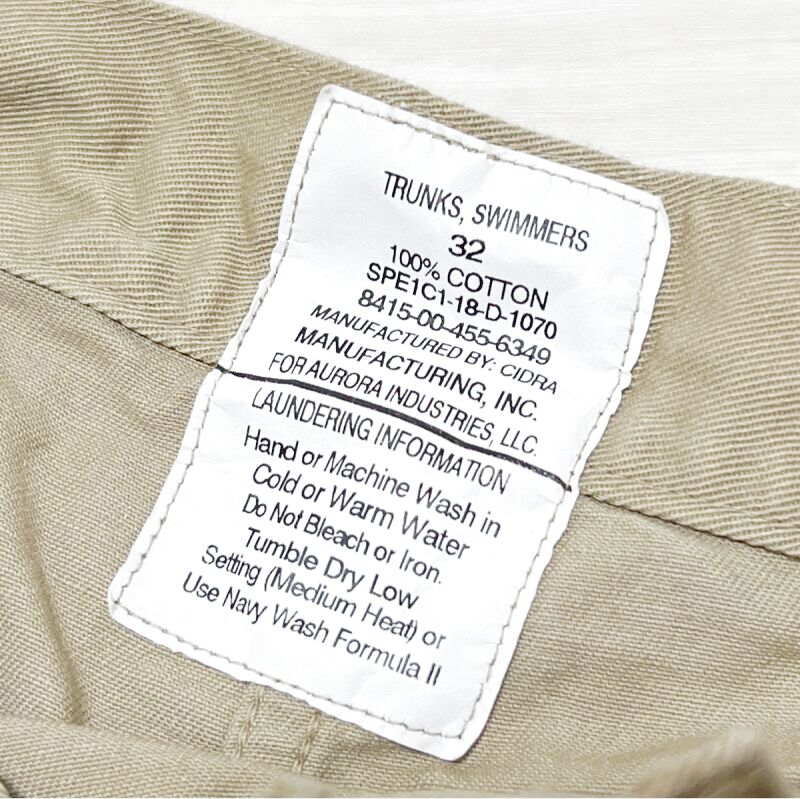 TRUNKS, SWIMMERS
32
100% COTTON
SPE1C1-18-D-1070
8415-00-455-6349
MANUFACTURED BY: CIDRA
MANUFACTURING, INC.
FOR AURORA INDUSTRIES, LLC.
LAUNDERING INFORMATION
Hand or Machine Wash in
Cold or Warm Water
Do Not Bleach or Iron.
Tumble Dry Low
Setting (Medium Heat) or
Use Navy Wash Formula II